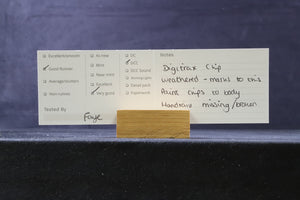 Excellent/smooth
Good Runner
Average/button
Non runner
Tested By
Faye
As new
Mint
Near mint
Excellent
Very good
DC
DCC
DCC Sound
Detail pack
Paperwork
Notes
Digitrax Chip
weathered - marks to this
Paint chips to body
Handrail missing/broken